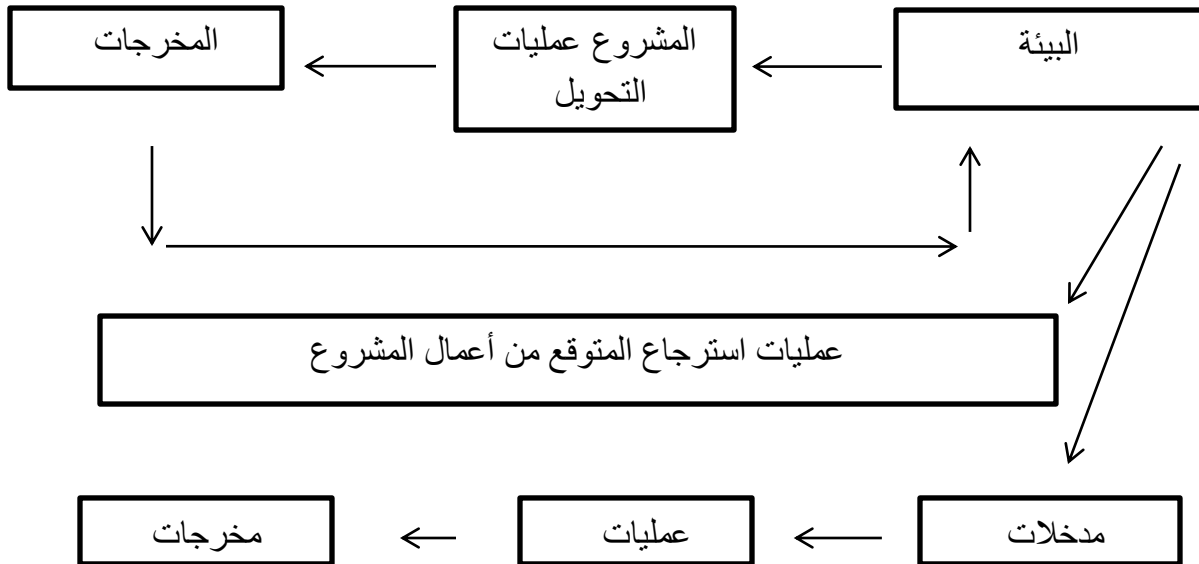 البيئة
المشروع عمليات
التحويل
المخرجات
عمليات استرجاع المتوقع من أعمال المشروع
مدخلات
عمليات
مخرجات